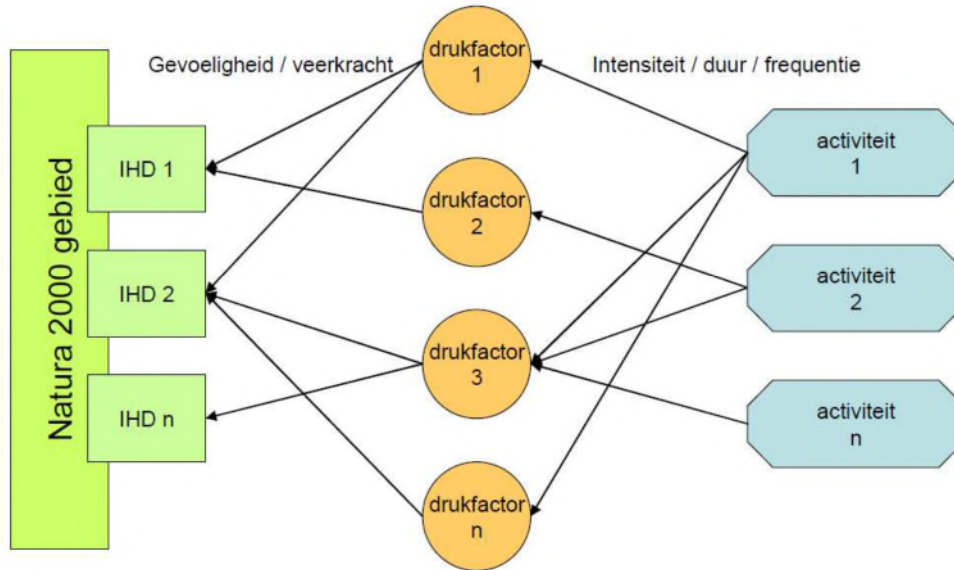 Natura 2000 gebied
Gevoeligheid / veerkracht
Intensiteit / duur / frequentie
IHD 1
IHD 2
IHD n
drukfactor
1
drukfactor
2
drukfactor
3
drukfactor
n
activiteit
1
activiteit
2
activiteit
n